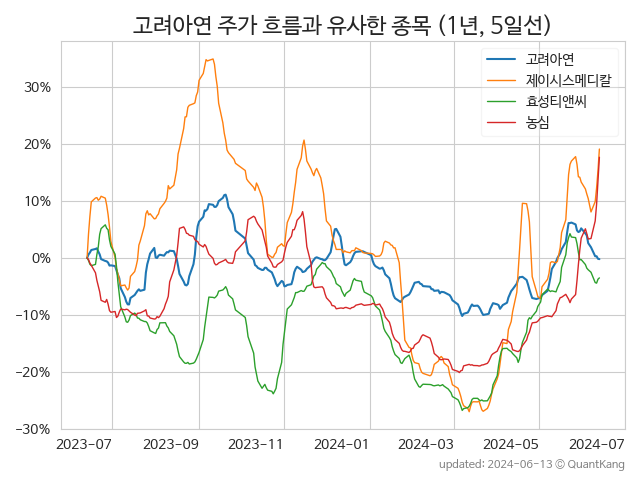 고려아연 주가 흐름과 유사한 종목 (1년, 5일선)
고려아연
제이시스메디칼
효성티앤씨
농심
30%
20%
10%
0%
−10%
−20%
−30%
2023-07 2023-09 2023-11 2024-01 2024-03 2024-05 2024-07
updated: 2024-06-13 © QuantKang